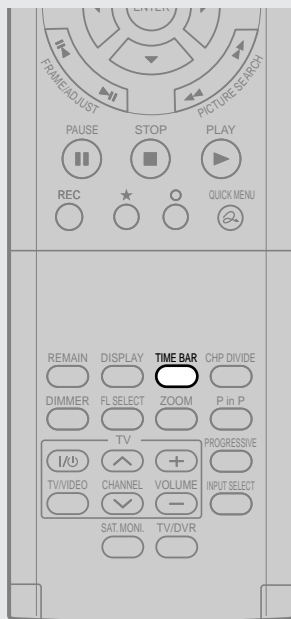 ENTER
FRAME/ADJUST
PICTURE SEARCH
PAUSE STOP PLAY
REC ★ QUICK MENU
REMAIN DISPLAY TIME BAR CHP DIVIDE
DIMMER FL SELECT ZOOM P in P
TV PROGRESSIVE
TV/VIDEO CHANNEL VOLUME INPUT SELECT
SAT. MONI. TV/DVR